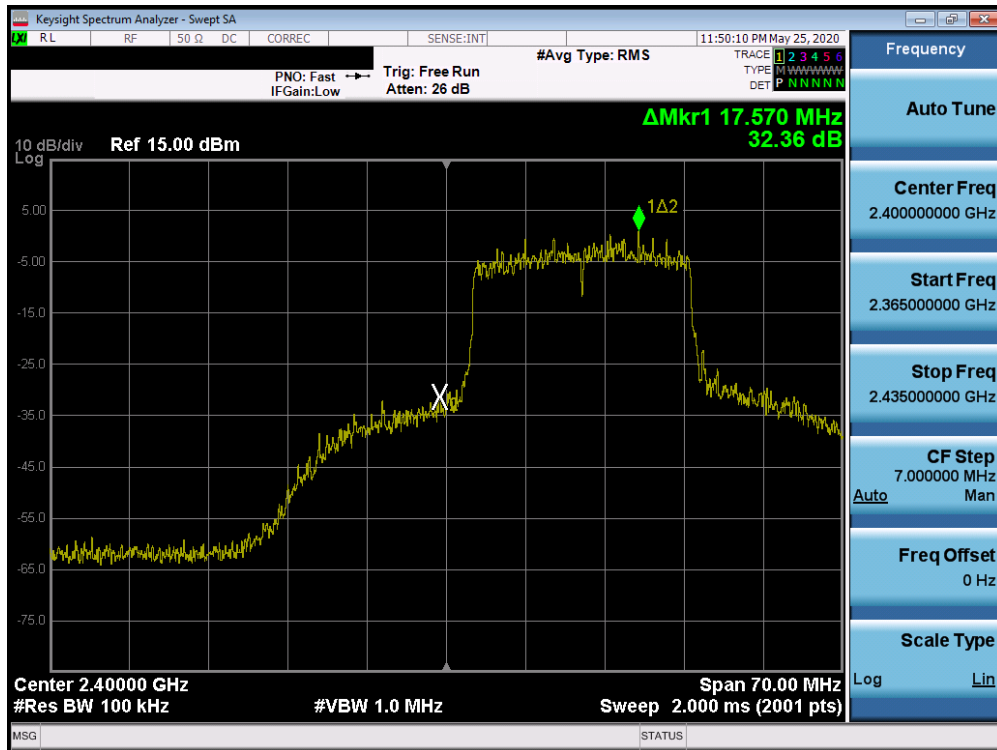 Keysight Spectrum Analyzer - Swept SA
LXI RL RF 50 Ω DC CORREC SENSE:INT 11:50:10 PM May 25, 2020
#Avg Type: RMS TRACE 1 2 3 4 5 6
PNO: Fast Trig: Free Run TYPE M WWWWW
IFGain:Low Atten: 26 dB DET P N N N N N
ΔMkr1 17.570 MHz
32.36 dB
10 dB/div Ref 15.00 dBm
Log
1Δ2
5.00
-5.00
-15.0
-25.0
X
-35.0
-45.0
-55.0
-65.0
-75.0
Center 2.40000 GHz Span 70.00 MHz
#Res BW 100 kHz #VBW 1.0 MHz Sweep 2.000 ms (2001 pts)
MSG STATUS
Frequency
Auto Tune
Center Freq
2.400000000 GHz
Start Freq
2.365000000 GHz
Stop Freq
2.435000000 GHz
CF Step
7.000000 MHz
Auto Man
Freq Offset
0 Hz
Scale Type
Log Lin